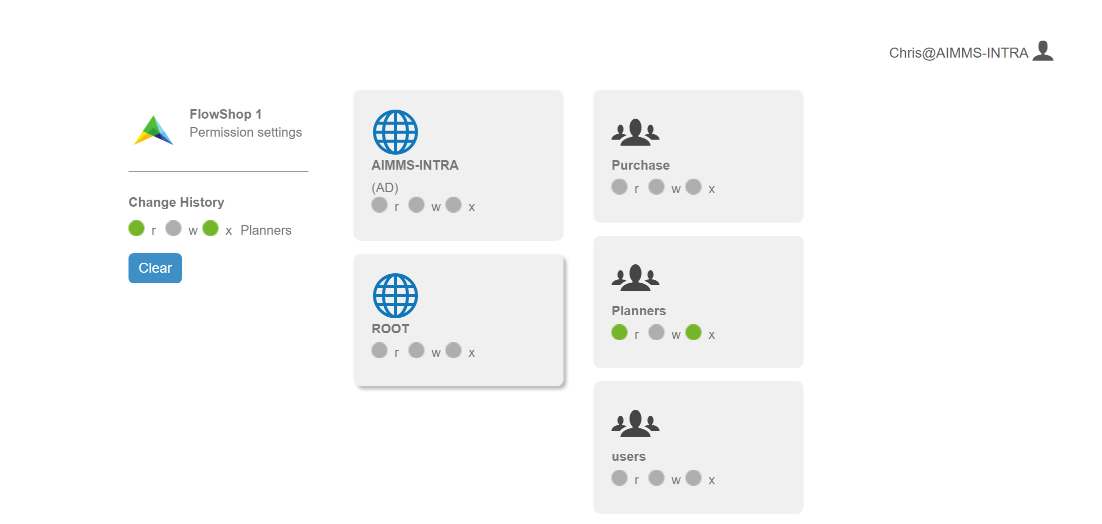 Chris@AIMMS-INTRA
FlowShop 1
Permission settings
Change History
r w x Planners
Clear
AIMMS-INTRA
(AD)
r w x
ROOT
r w x
Purchase
r w x
Planners
r w x
users
r w x